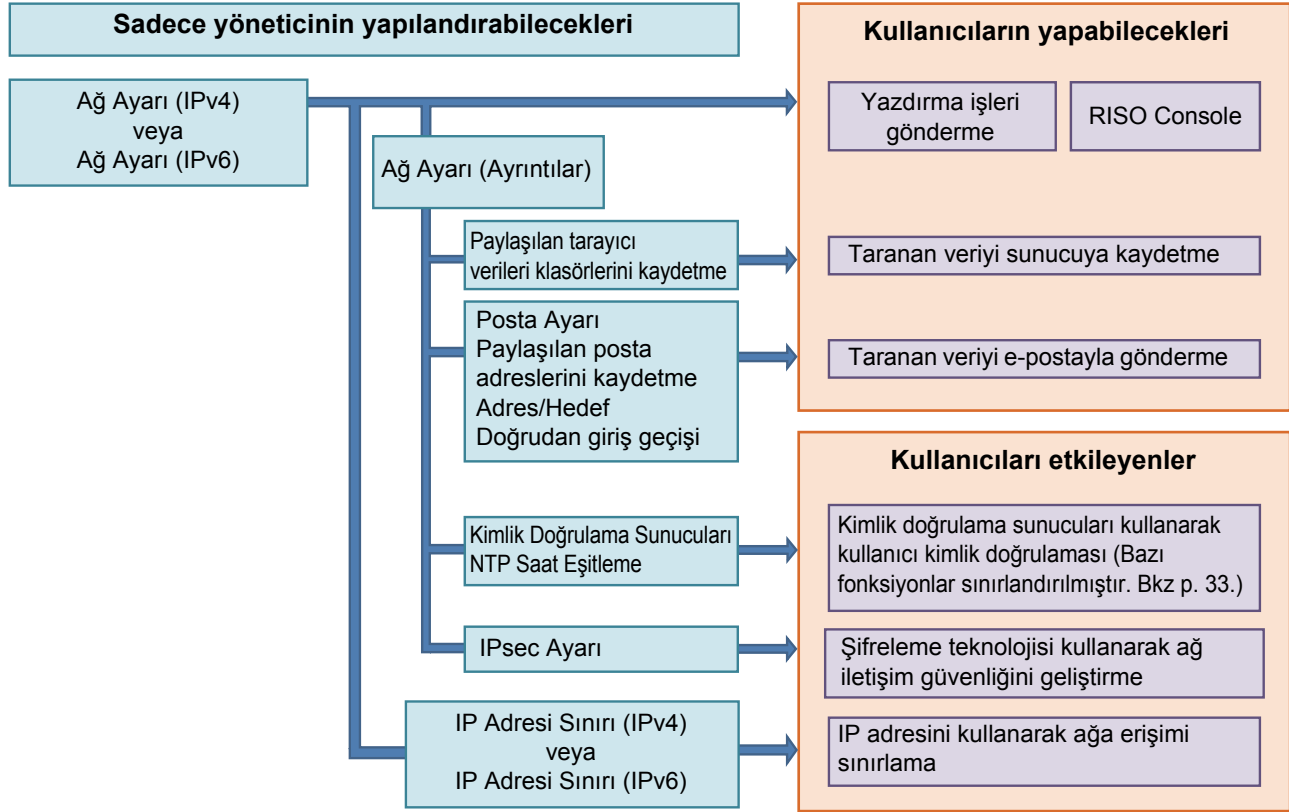 Sadece yöneticinin yapılandırabilecekleri
Ağ Ayarı (IPv4)
veya
Ağ Ayarı (IPv6)
Ağ Ayarı (Ayrıntılar)
Paylaşılan tarayıcı
verileri klasörlerini kaydetme
Posta Ayarı
Paylaşılan posta
adreslerini kaydetme
Adres/Hedef
Doğrudan giriş geçişi
Kimlik Doğrulama Sunucuları
NTP Saat Eşitleme
IPsec Ayarı
IP Adresi Sınırı (IPv4)
veya
IP Adresi Sınırı (IPv6)
Kullanıcıların yapabilecekleri
Yazdırma işleri
gönderme
RISO Console
Taranan veriyi sunucuya kaydetme
Taranan veriyi e-postayla gönderme
Kullanıcıları etkileyenler
Kimlik doğrulama sunucuları kullanarak
kullanıcı kimlik doğrulaması (Bazı
fonksiyonlar sınırlandırılmıştır. Bkz p. 33.)
Şifreleme teknolojisi kullanarak ağ
iletişim güvenliğini geliştirme
IP adresini kullanarak ağa erişimi
sınırlama